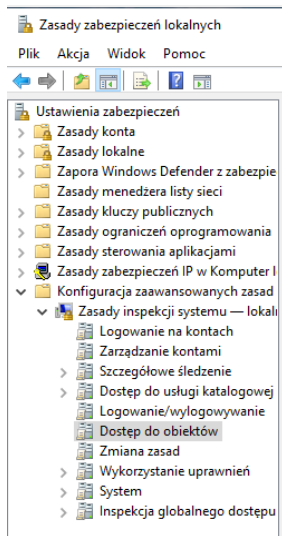 Zasady zabezpieczeń lokalnych
Plik Akcja Widok Pomoc
Ustawienia zabezpieczeń
Zasady konta
Zasady lokalne
Zapora Windows Defender z zabezpie
Zasady menedżera listy sieci
Zasady kluczy publicznych
Zasady ograniczeń oprogramowania
Zasady sterowania aplikacjami
Zasady zabezpieczeń IP w Komputer l
Konfiguracja zaawansowanych zasad
Zasady inspekcji systemu — lokaln
Logowanie na kontach
Zarządzanie kontami
Szczegółowe śledzenie
Dostęp do usługi katalogowej
Logowanie/wylogowywanie
Dostęp do obiektów
Zmiana zasad
Wykorzystanie uprawnień
System
Inspekcja globalnego dostępu